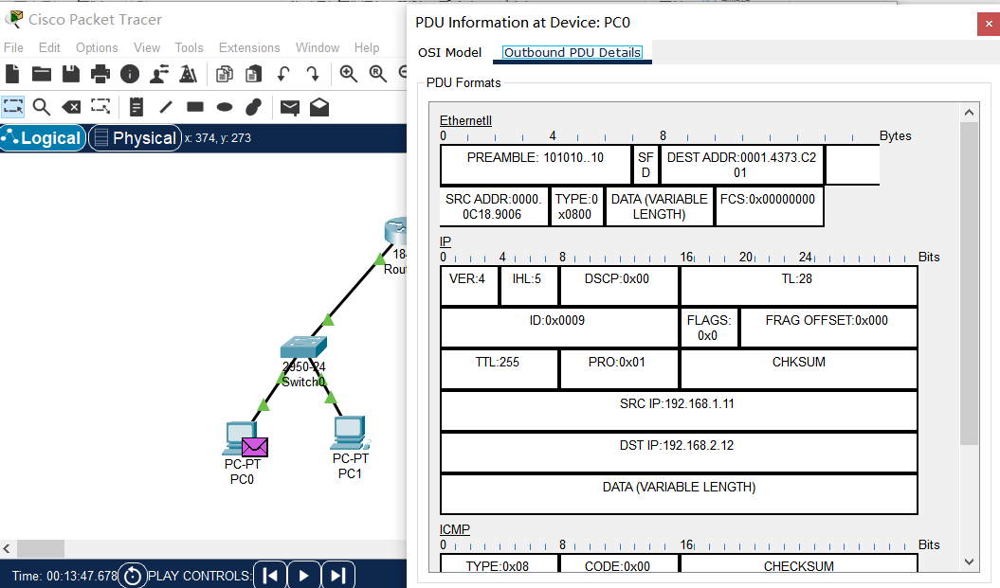 Cisco Packet Tracer
File Edit Options View Tools Extensions Window Help
Logical Physical x: 374, y: 273
2950-24
Switch0
PC-PT
PC0
PC-PT
PC1
Time: 00:13:47.678 PLAY CONTROLS:
PDU Information at Device: PC0
OSI Model Outbound PDU Details
PDU Formats
EthernetII
0 4 8 Bytes
PREAMBLE: 101010..10
SF
D
DEST ADDR:0001.4373.C2
01
SRC ADDR:0000.
0C18.9006
TYPE:0
x0800
DATA (VARIABLE
LENGTH)
FCS:0x00000000
IP
0 4 8 16 20 24 Bits
VER:4 IHL:5 DSCP:0x00 TL:28
ID:0x0009
FLAGS:
0x0
FRAG OFFSET:0x000
TTL:255 PRO:0x01 CHKSUM
SRC IP:192.168.1.11
DST IP:192.168.2.12
DATA (VARIABLE LENGTH)
ICMP
0 8 16 Bits
TYPE:0x08 CODE:0x00 CHECKSUM